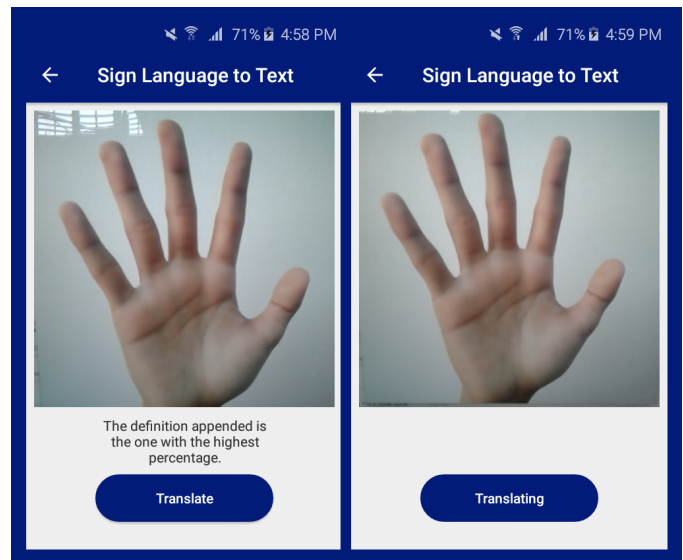 71% 4:58 PM
Sign Language to Text
The definition appended is
the one with the highest
percentage.
Translate
71% 4:59 PM
Sign Language to Text
Translating